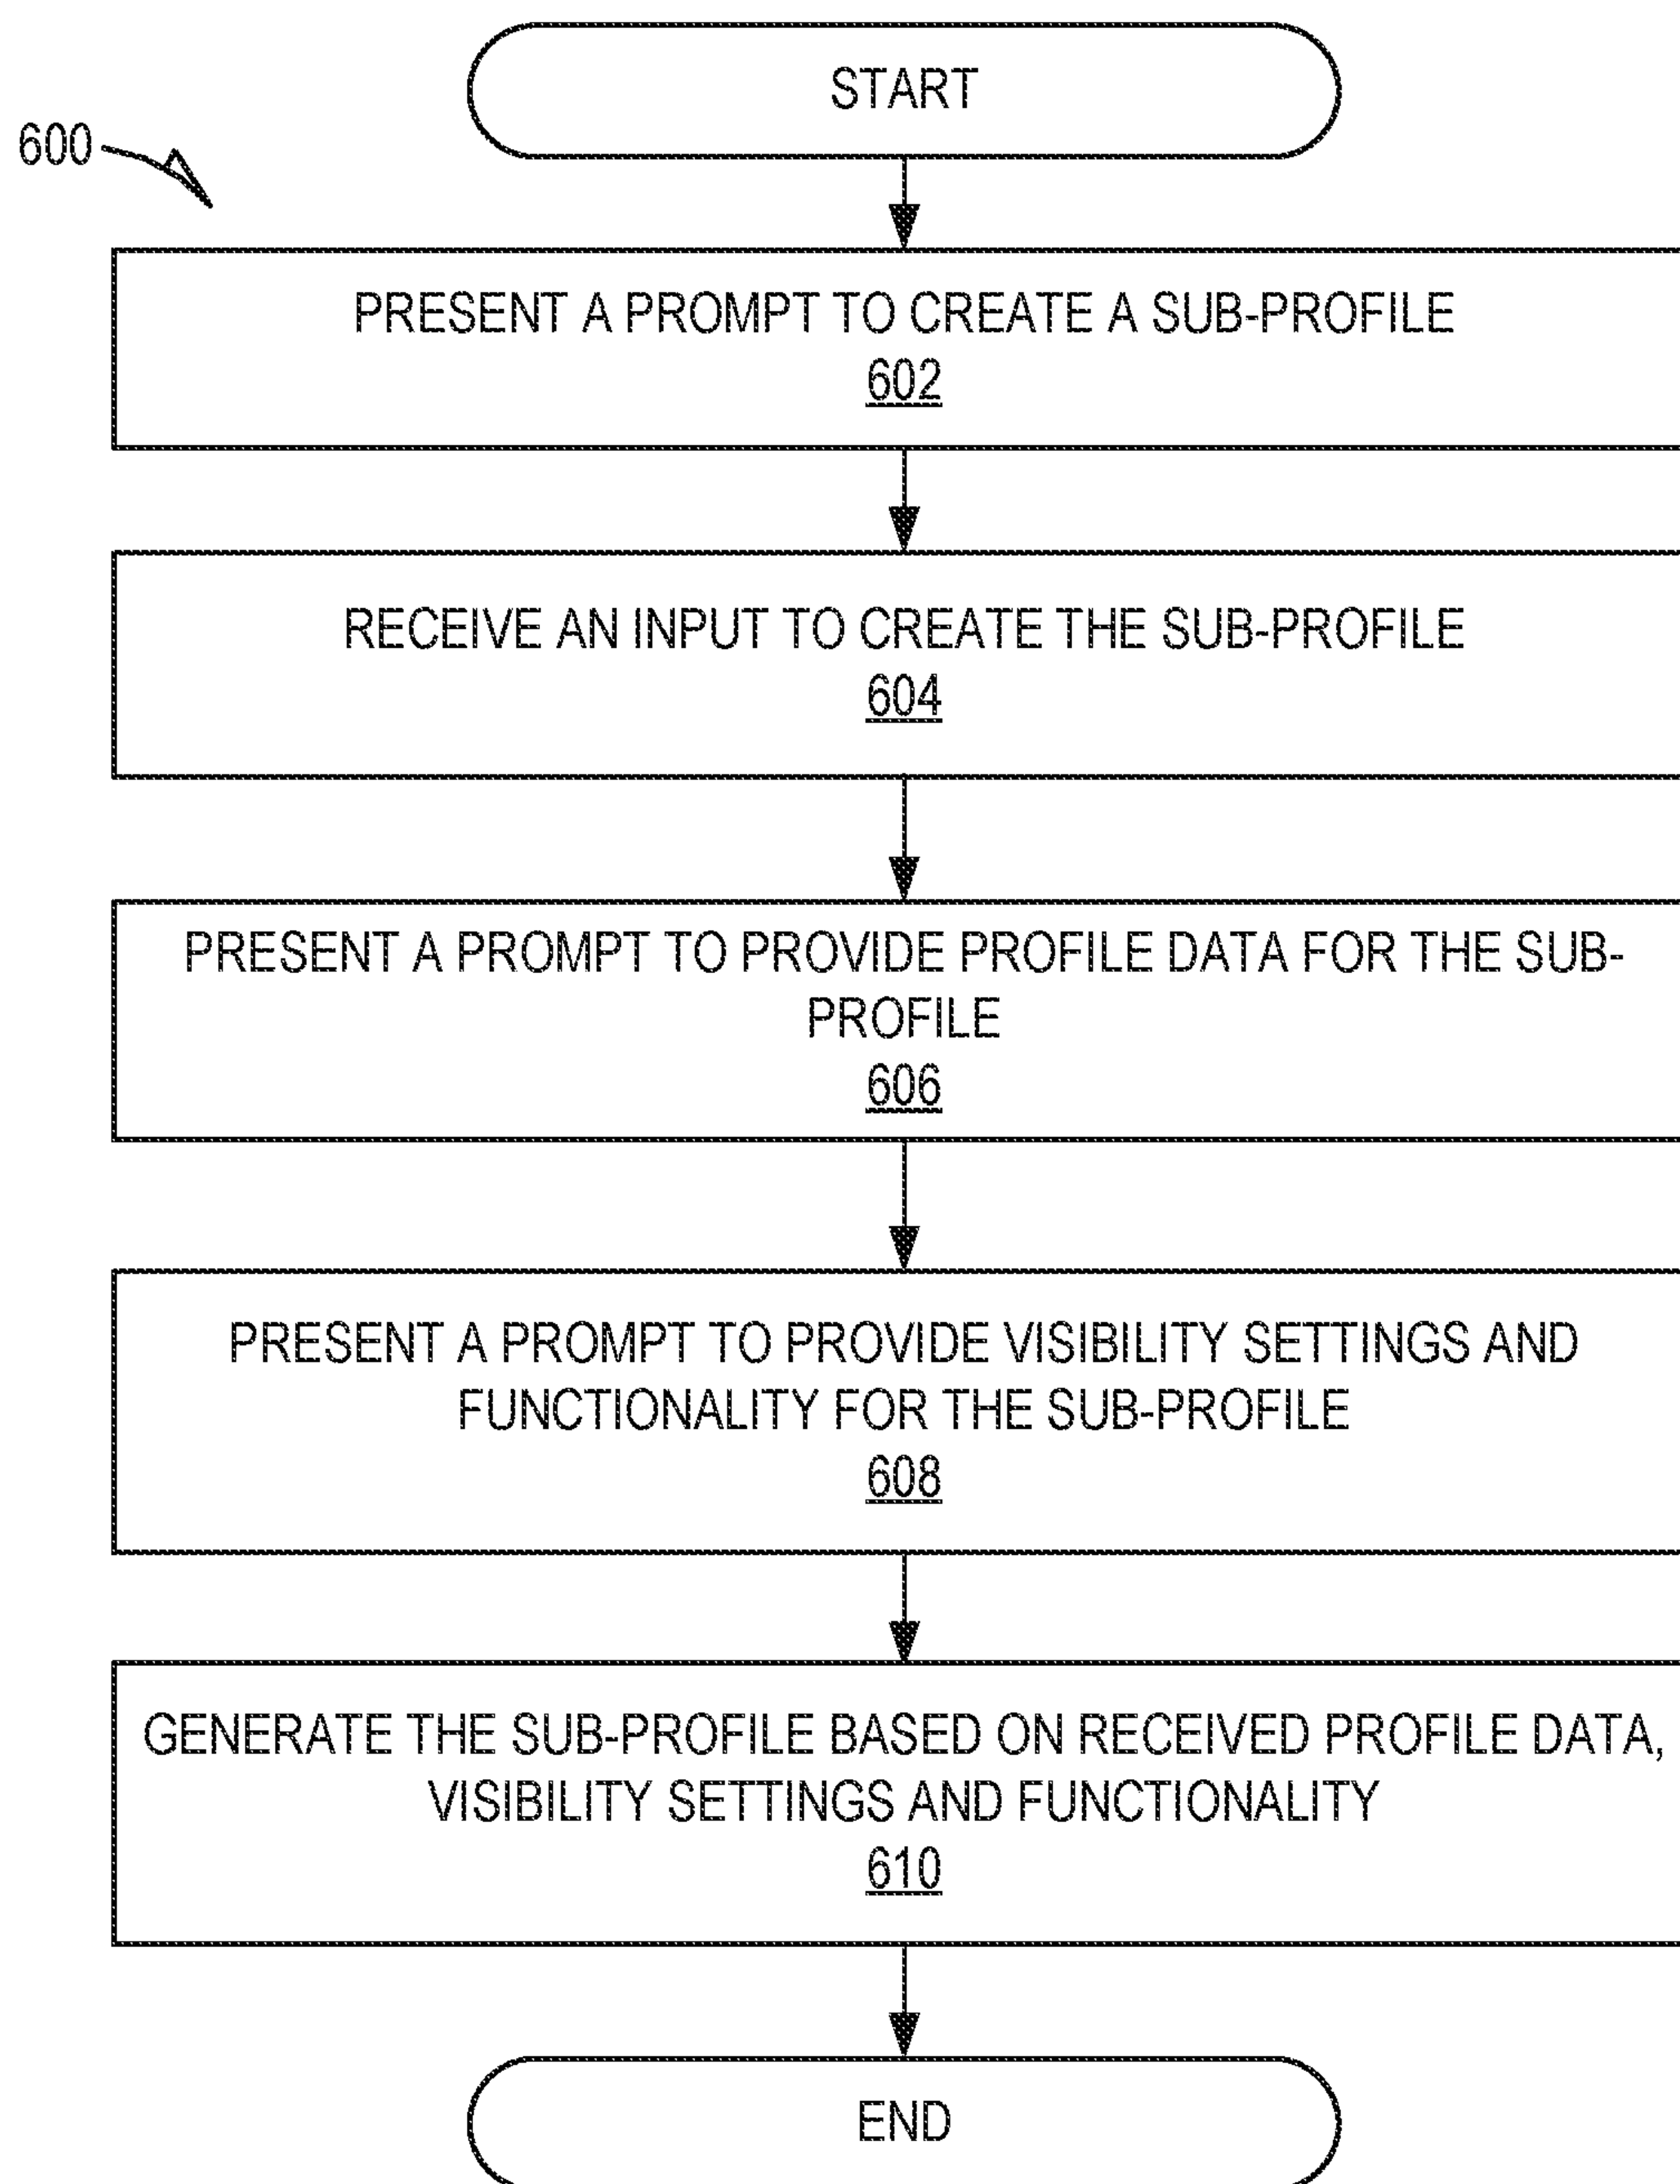 START
600
PRESENT A PROMPT TO CREATE A SUB-PROFILE
602
RECEIVE AN INPUT TO CREATE THE SUB-PROFILE
604
PRESENT A PROMPT TO PROVIDE PROFILE DATA FOR THE SUB-
PROFILE
606
PRESENT A PROMPT TO PROVIDE VISIBILITY SETTINGS AND
FUNCTIONALITY FOR THE SUB-PROFILE
608
GENERATE THE SUB-PROFILE BASED ON RECEIVED PROFILE DATA,
VISIBILITY SETTINGS AND FUNCTIONALITY
610
END